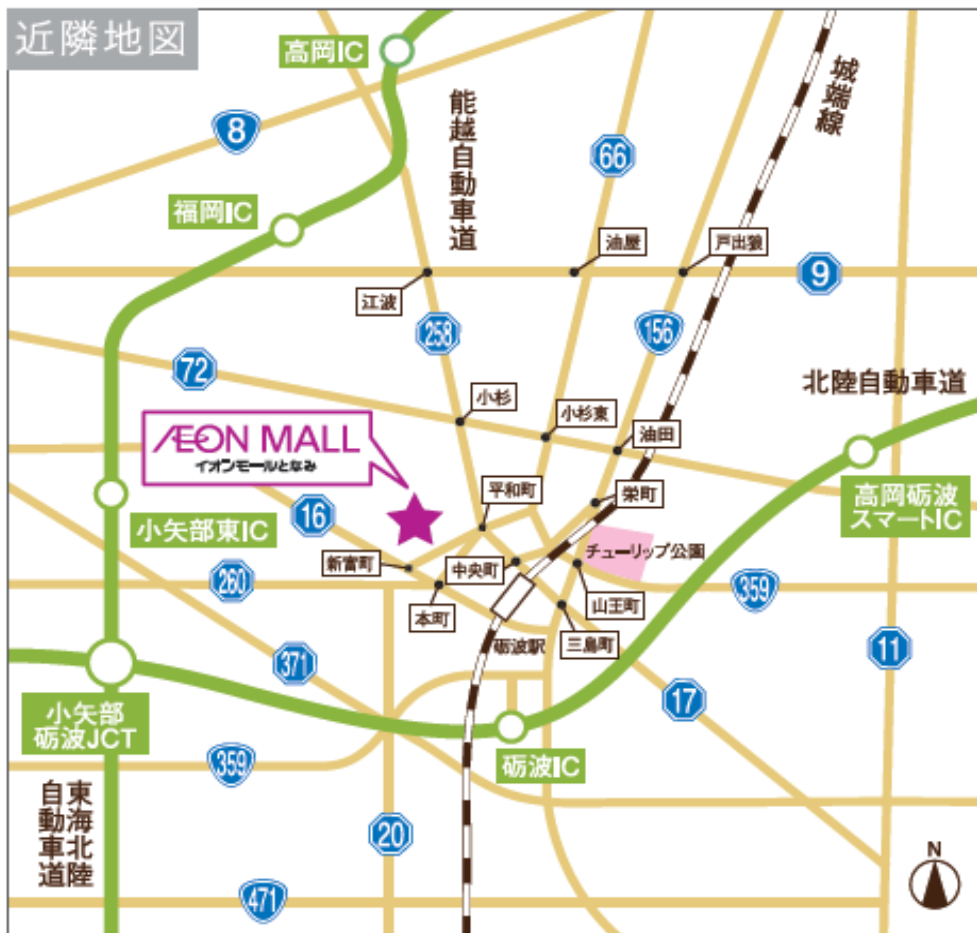 近隣地図
高岡IC
城端線
能越自動車道
8
66
福岡IC
油屋
戸出狼
9
江波
258
156
72
北陸自動車道
小杉
小杉東
油田
ÆON MALL
イオンモールとなみ
高岡砺波
スマートIC
平和町
栄町
小矢部東IC
16
チューリップ公園
新富町
中央町
260
359
本町
山王町
砺波駅
三島町
11
371
17
小矢部
砺波JCT
359
砺波IC
東海北陸
自動車道
20
471
N